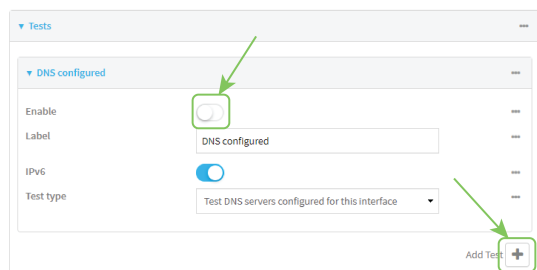 Tests
DNS configured
Enable
Label
DNS configured
IPv6
Test type
Test DNS servers configured for this interface
Add Test